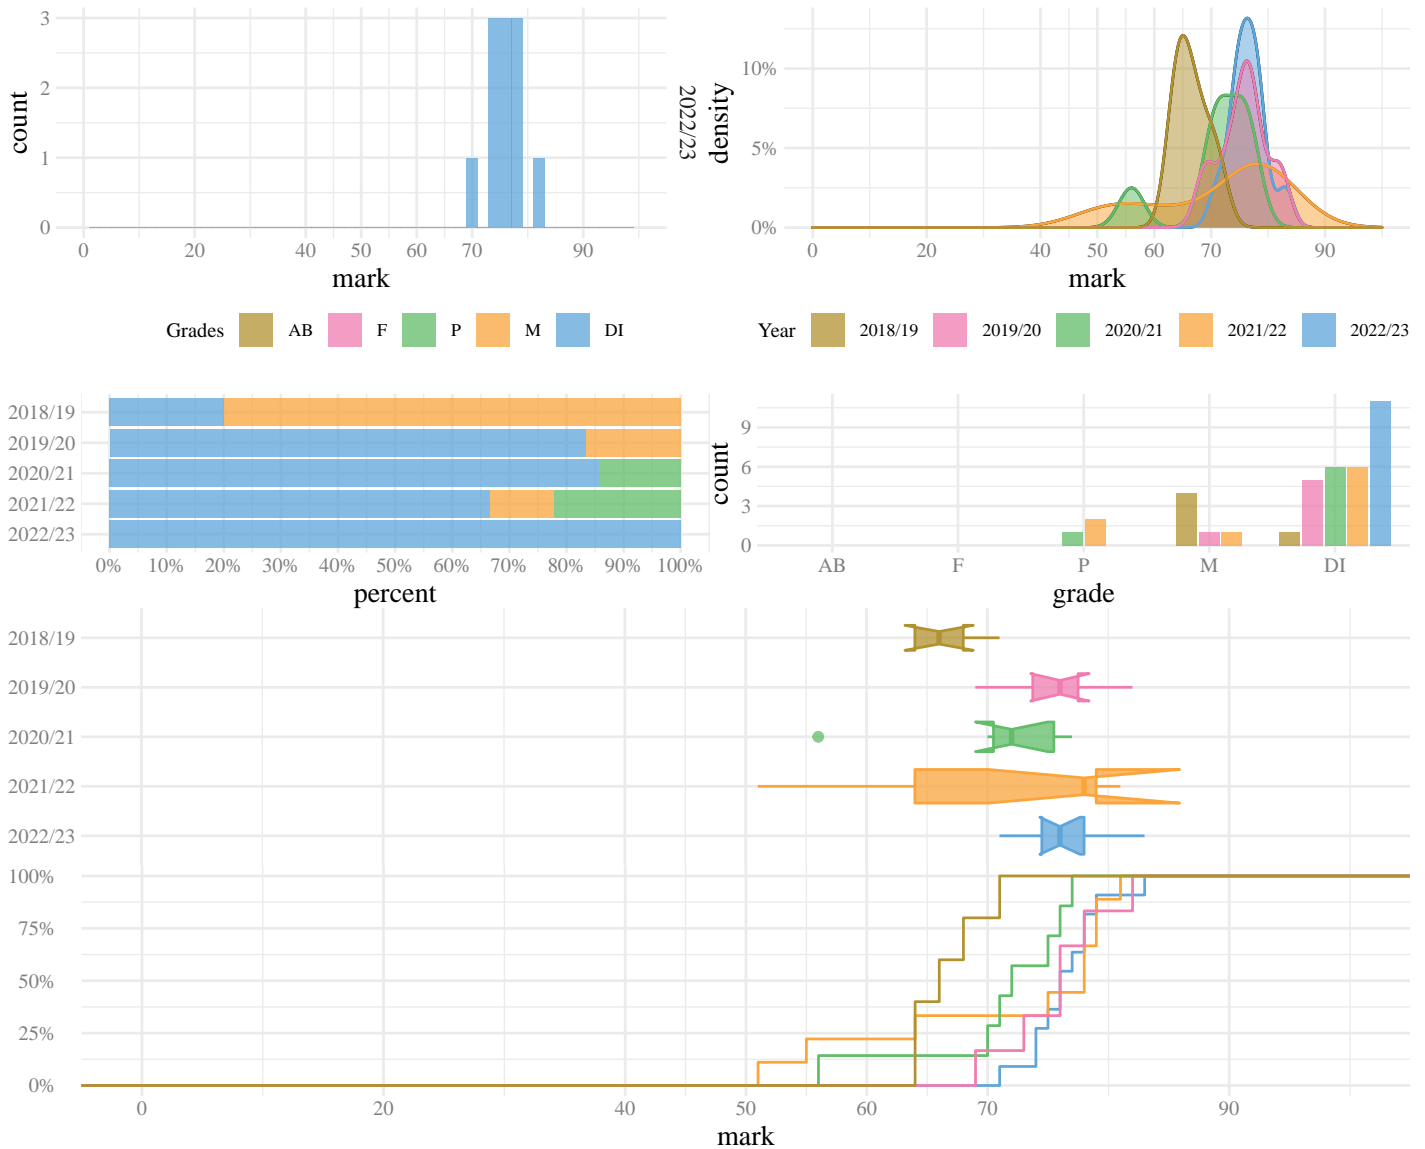 3
2
1
0
count
0 20 40 50 60 70 90
mark
2022/23
10%
5%
0%
density
0 20 40 50 60 70 90
mark
Grades AB F P M DI
Year 2018/19 2019/20 2020/21 2021/22 2022/23
2018/19
2019/20
2020/21
2021/22
2022/23
0% 10% 20% 30% 40% 50% 60% 70% 80% 90% 100%
percent
9
6
3
0
count
AB F P M DI
grade
2018/19
2019/20
2020/21
2021/22
2022/23
100%
75%
50%
25%
0%
0 20 40 50 60 70 90
mark